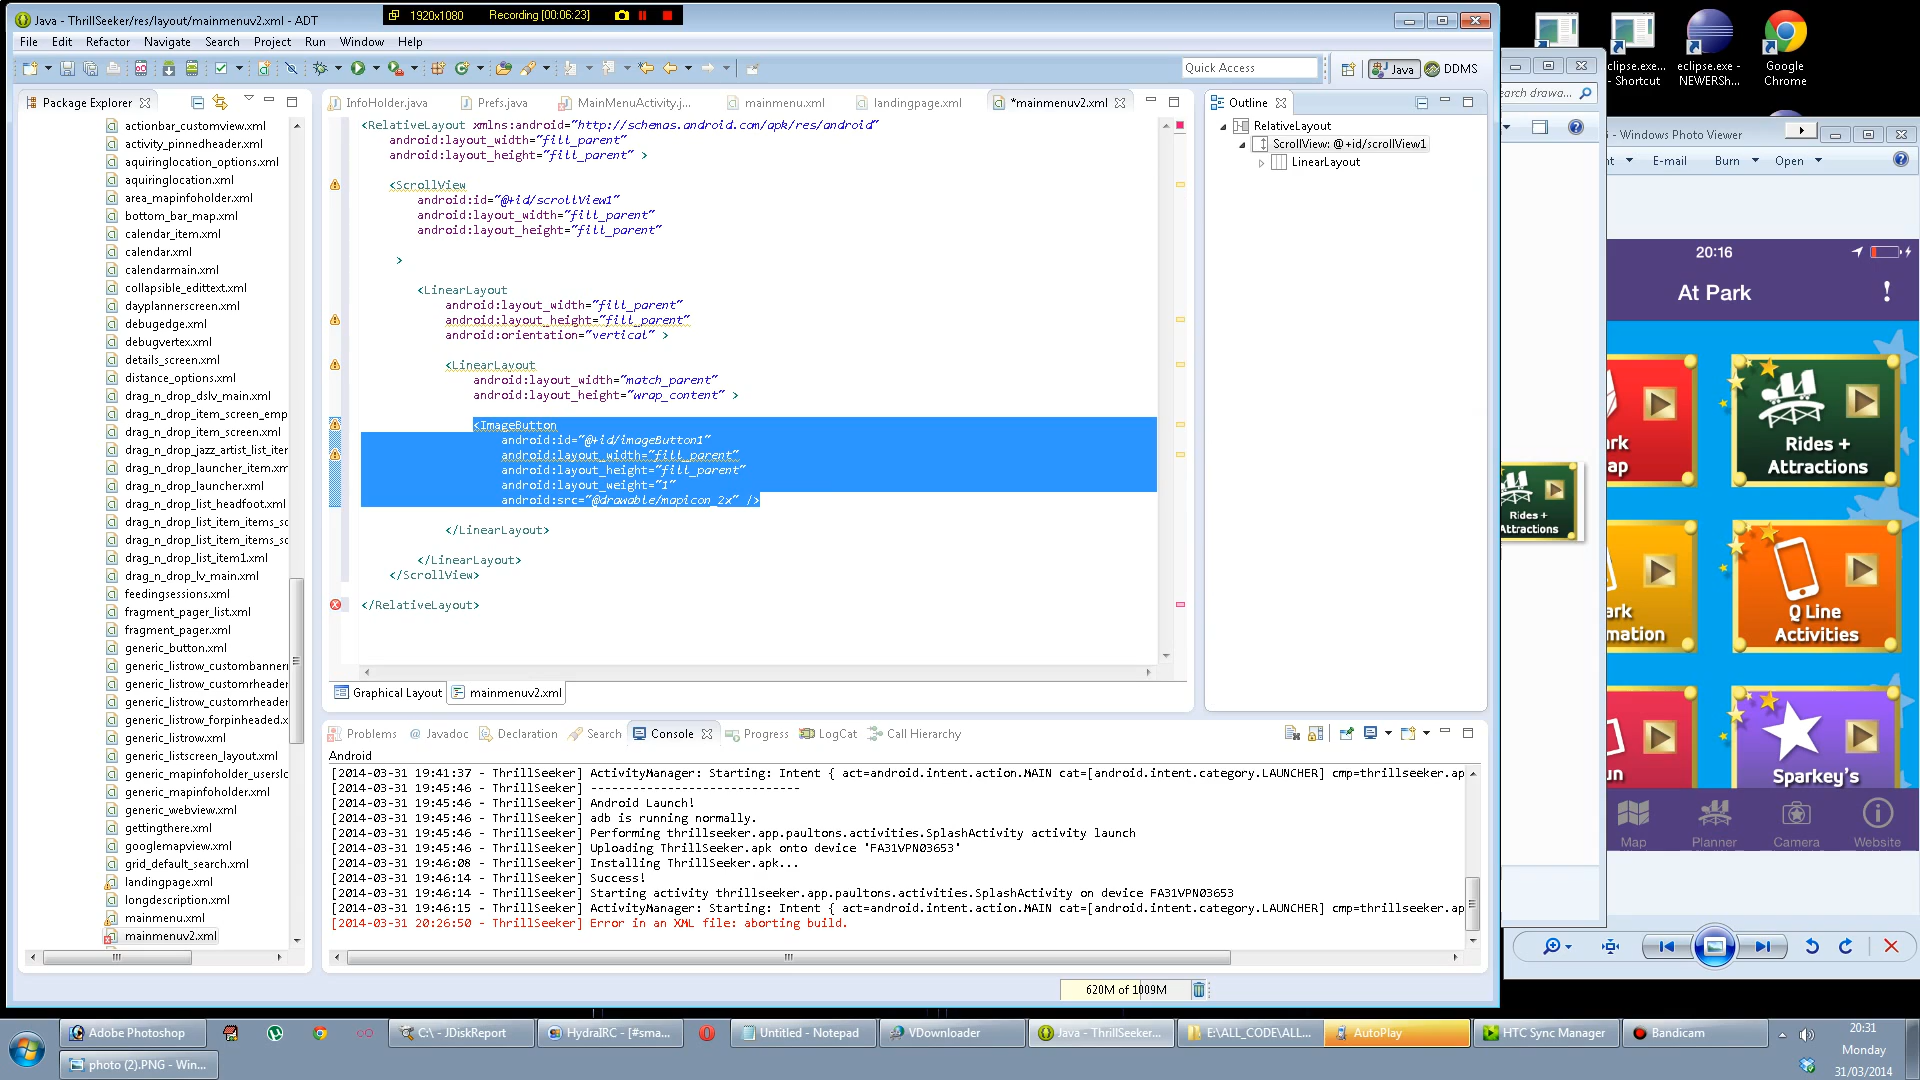 Java - ThrillSeeker/res/layout/mainmenuv2.xml - ADT
1920x1080 Recording [00:06:23]
File Edit Refactor Navigate Search Project Run Window Help
Quick Access Java DDMS
Package Explorer
actionbar_customview.xml
activity_pinnedheader.xml
aquiringlocation_options.xml
aquiringlocation.xml
area_mapinfoholder.xml
bottom_bar_map.xml
calendar_item.xml
calendar.xml
calendarmain.xml
collapsible_edittext.xml
dayplannerscreen.xml
debugedge.xml
debugvertex.xml
details_screen.xml
distance_options.xml
drag_n_drop_dslv_main.xml
drag_n_drop_item_screen_emp
drag_n_drop_item_screen.xml
drag_n_drop_jazz_artist_list_iter
drag_n_drop_launcher_item.xm
drag_n_drop_launcher.xml
drag_n_drop_list_headfoot.xml
drag_n_drop_list_item_items_sc
drag_n_drop_list_item_items_sc
drag_n_drop_list_item1.xml
drag_n_drop_lv_main.xml
feedingsessions.xml
fragment_pager_list.xml
fragment_pager.xml
generic_button.xml
generic_listrow_custombannerr
generic_listrow_customrheader
generic_listrow_customrheader
generic_listrow_forpinheaded.x
generic_listrow.xml
generic_listscreen_layout.xml
generic_mapinfoholder_userslc
generic_mapinfoholder.xml
generic_webview.xml
gettingthere.xml
googlemapview.xml
grid_default_search.xml
landingpage.xml
longdescription.xml
mainmenu.xml
mainmenuv2.xml
InfoHolder.java Prefs.java MainMenuActivity.j... mainmenu.xml landingpage.xml *mainmenuv2.xml
<RelativeLayout xmlns:android="http://schemas.android.com/apk/res/android"
android:layout_width="fill_parent"
android:layout_height="fill_parent" >
<ScrollView
android:id="@+id/scrollView1"
android:layout_width="fill_parent"
android:layout_height="fill_parent"
>
<LinearLayout
android:layout_width="fill_parent"
android:layout_height="fill_parent"
android:orientation="vertical" >
<LinearLayout
android:layout_width="match_parent"
android:layout_height="wrap_content" >
<ImageButton
android:id="@+id/imageButton1"
android:layout_width="fill_parent"
android:layout_height="fill_parent"
android:layout_weight="1"
android:src="@drawable/mapicon_2x" />
</LinearLayout>
</LinearLayout>
</ScrollView>
</RelativeLayout>
Graphical Layout mainmenuv2.xml
Outline
RelativeLayout
ScrollView: @+id/scrollView1
LinearLayout
Problems Javadoc Declaration Search Console Progress LogCat Call Hierarchy
Android
[2014-03-31 19:41:37 - ThrillSeeker] ActivityManager: Starting: Intent { act=android.intent.action.MAIN cat=[android.intent.category.LAUNCHER] cmp=thrillseeker.ap
[2014-03-31 19:45:46 - ThrillSeeker] ------------------------------
[2014-03-31 19:45:46 - ThrillSeeker] Android Launch!
[2014-03-31 19:45:46 - ThrillSeeker] adb is running normally.
[2014-03-31 19:45:46 - ThrillSeeker] Performing thrillseeker.app.paultons.activities.SplashActivity activity launch
[2014-03-31 19:45:46 - ThrillSeeker] Uploading ThrillSeeker.apk onto device 'FA31VPN03653'
[2014-03-31 19:46:08 - ThrillSeeker] Installing ThrillSeeker.apk...
[2014-03-31 19:46:14 - ThrillSeeker] Success!
[2014-03-31 19:46:14 - ThrillSeeker] Starting activity thrillseeker.app.paultons.activities.SplashActivity on device FA31VPN03653
[2014-03-31 19:46:15 - ThrillSeeker] ActivityManager: Starting: Intent { act=android.intent.action.MAIN cat=[android.intent.category.LAUNCHER] cmp=thrillseeker.ap
[2014-03-31 20:26:50 - ThrillSeeker] Error in an XML file: aborting build.
620M of 1009M
clipse.exe... - Shortcut
eclipse.exe - NEWERSh...
Google Chrome
earch drawa...
- Windows Photo Viewer
nt E-mail Burn Open
20:16
At Park !
Rides +
Attractions
Rides +
Attractions
ark
ap
Q Line
Activities
ark
mation
Sparkey's
un
Map Planner Camera Website
Adobe Photoshop C:\ - JDiskReport HydraIRC - [#sma... Untitled - Notepad VDownloader Java - ThrillSeeker... E:\ALL_CODE\ALL... AutoPlay HTC Sync Manager Bandicam
photo (2).PNG - Win...
20:31
Monday
31/03/2014